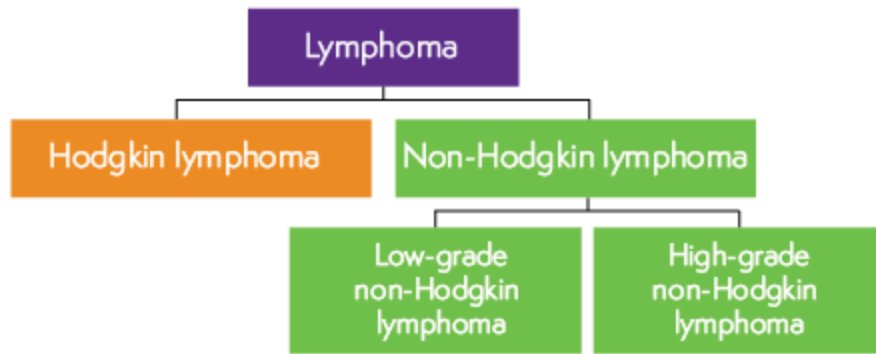 Lymphoma
Hodgkin lymphoma
Non-Hodgkin lymphoma
Low-grade
non-Hodgkin
lymphoma
High-grade
non-Hodgkin
lymphoma